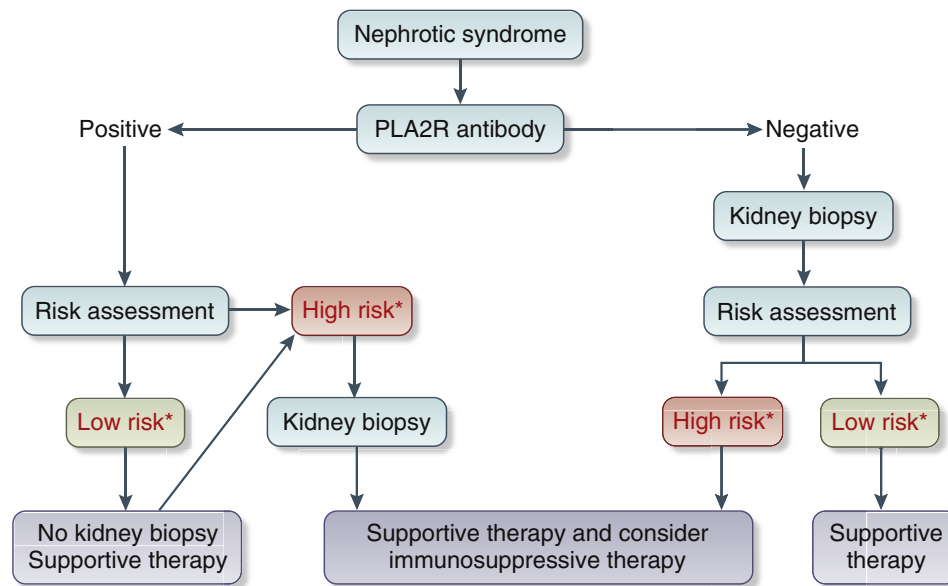 Nephrotic syndrome
Positive
PLA2R antibody
Negative
Kidney biopsy
Risk assessment
High risk*
Risk assessment
Low risk*
Kidney biopsy
High risk*
Low risk*
No kidney biopsy
Supportive therapy
Supportive therapy and consider
immunosuppressive therapy
Supportive
therapy